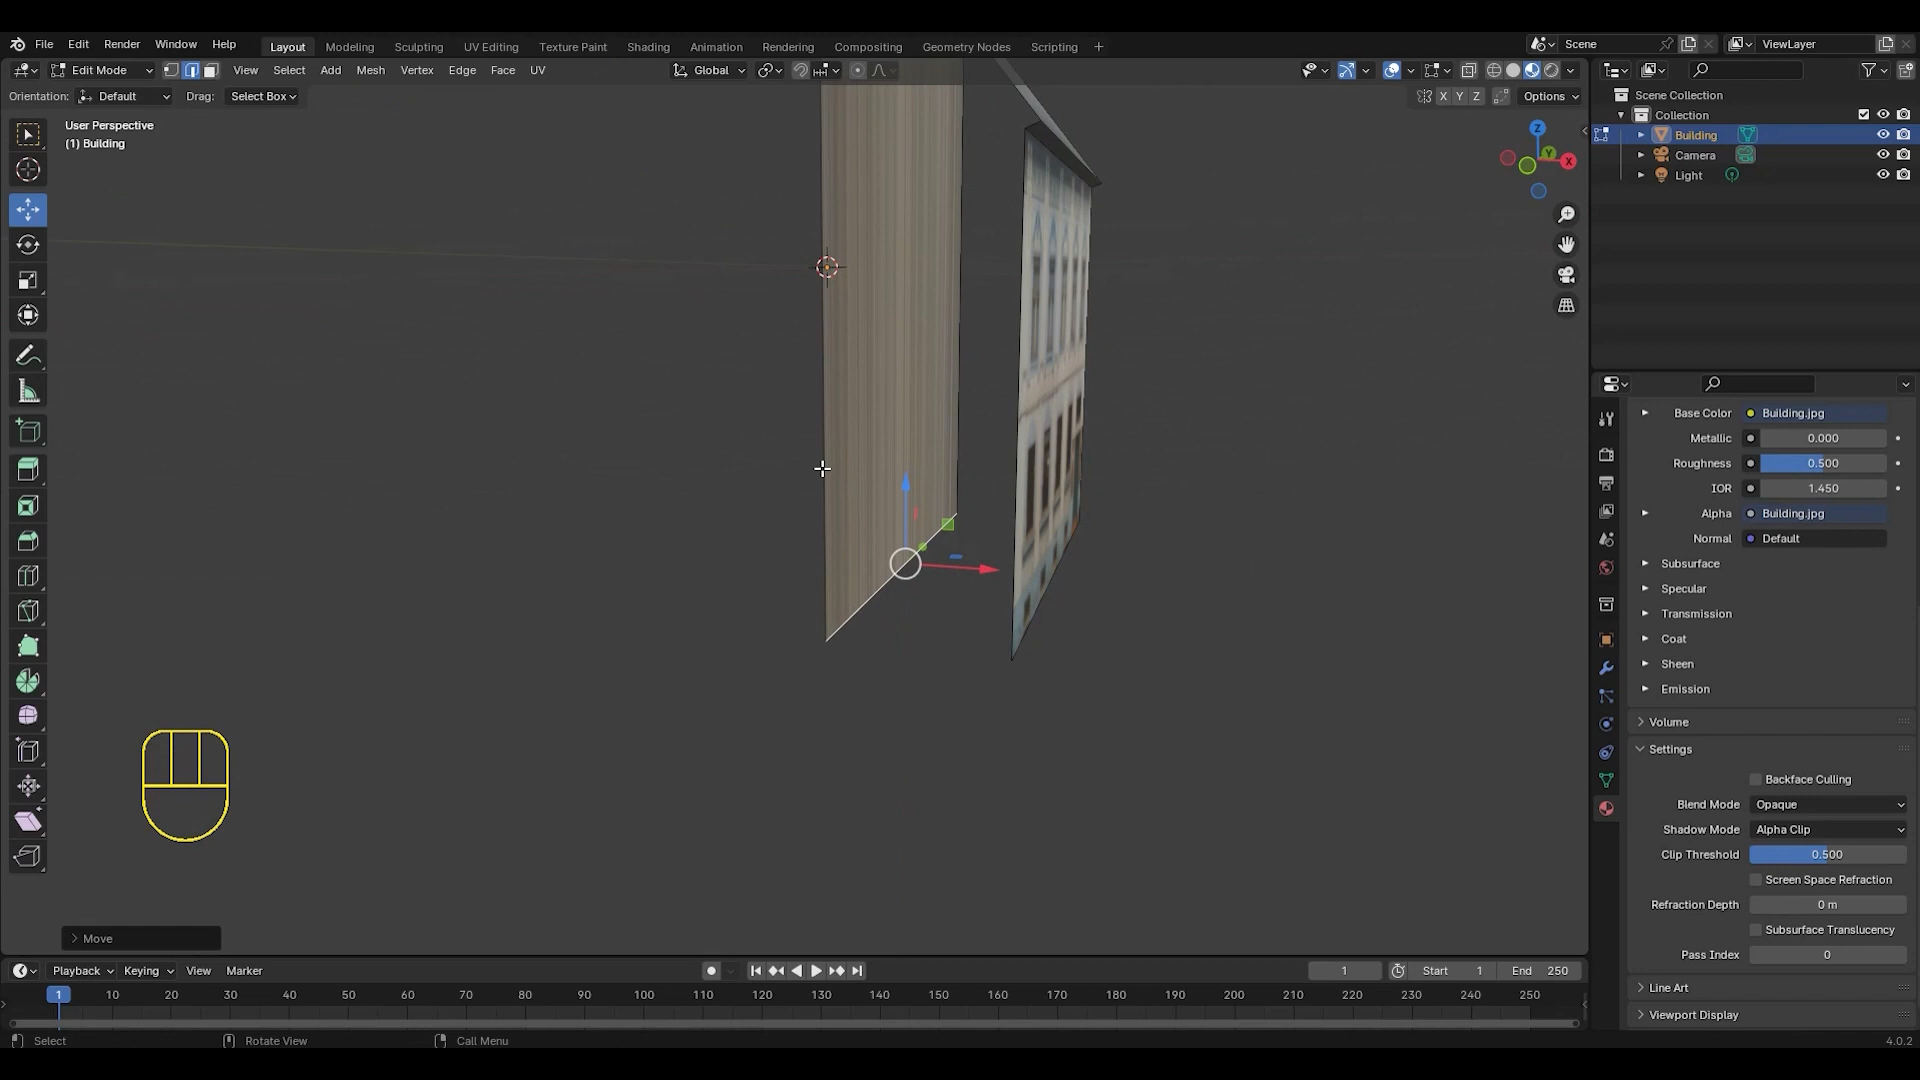 File Edit Render Window Help Layout Modeling Sculpting UV Editing Texture Paint Shading Animation Rendering Compositing Geometry Nodes Scripting + Scene ViewLayer
Edit Mode View Select Add Mesh Vertex Edge Face UV Global
Orientation: Default Drag: Select Box X Y Z Options
User Perspective
(1) Building
Z
Y
X
Move
Scene Collection
Collection
Building
Camera
Light
Base Color Building.jpg
Metallic 0.000
Roughness 0.500
IOR 1.450
Alpha Building.jpg
Normal Default
Subsurface
Specular
Transmission
Coat
Sheen
Emission
Volume
Settings
Backface Culling
Blend Mode Opaque
Shadow Mode Alpha Clip
Clip Threshold 0.500
Screen Space Refraction
Refraction Depth 0 m
Subsurface Translucency
Pass Index 0
Line Art
Viewport Display
Playback Keying View Marker 1 Start 1 End 250
1 10 20 30 40 50 60 70 80 90 100 110 120 130 140 150 160 170 180 190 200 210 220 230 240 250
Select Rotate View Call Menu 4.0.2